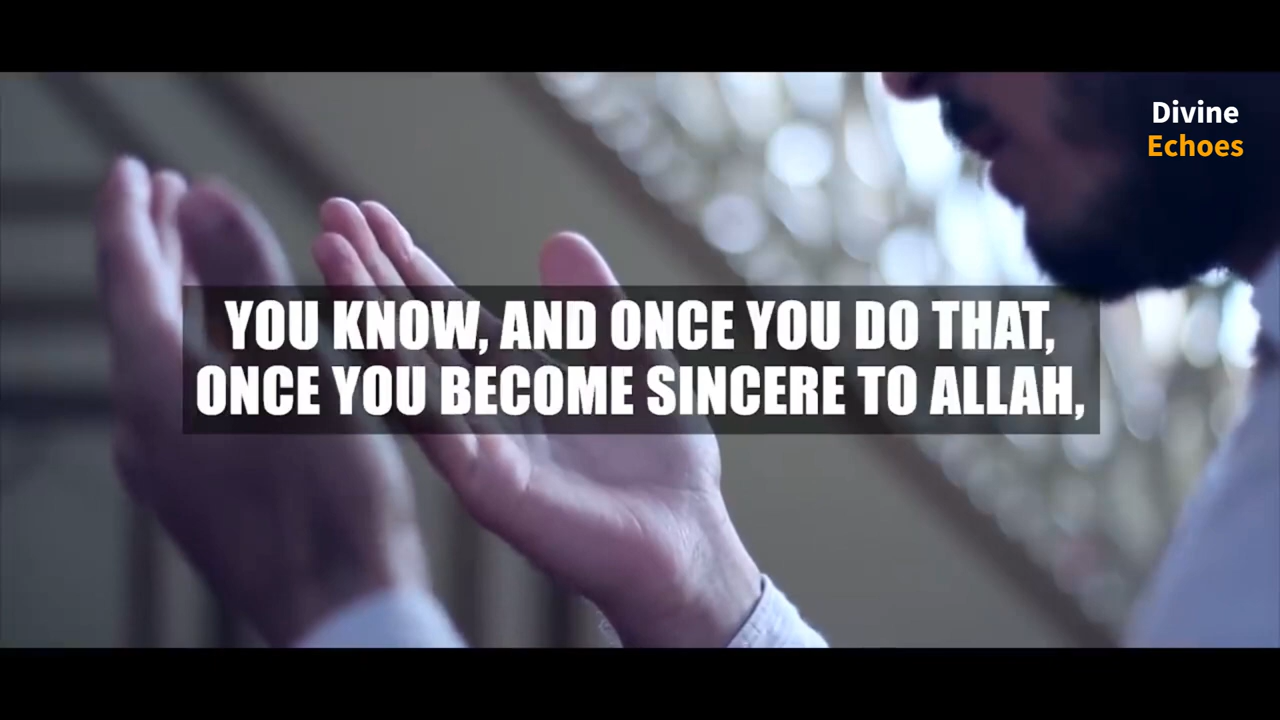 Divine
Echoes
YOU KNOW, AND ONCE YOU DO THAT,
ONCE YOU BECOME SINCERE TO ALLAH,